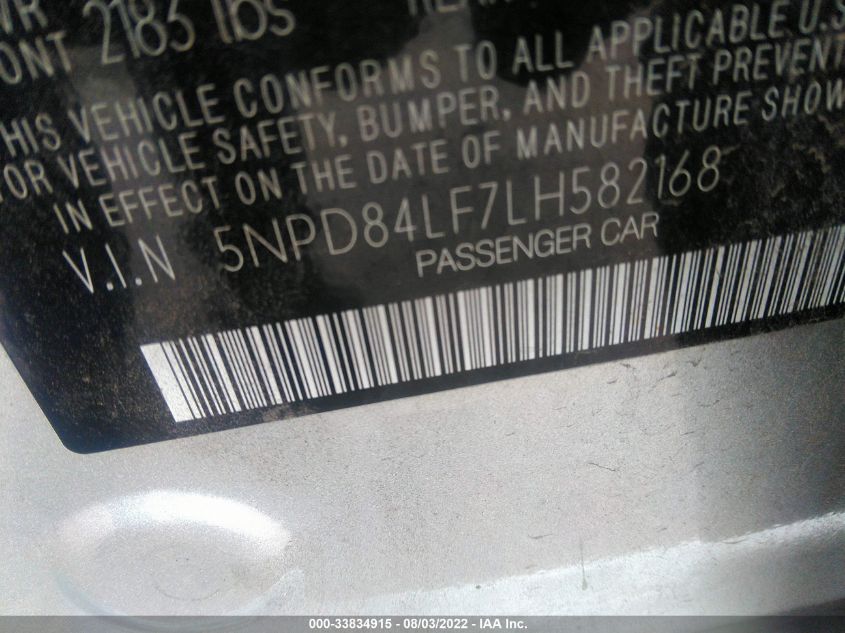 2185 lbs
THIS VEHICLE CONFORMS TO ALL APPLICABLE U.S
VEHICLE SAFETY, BUMPER, AND THEFT PREVENT
IN EFFECT ON THE DATE OF MANUFACTURE SHOW
V.I.N 5NPD84LF7LH582168
PASSENGER CAR
000-33834915 - 08/03/2022 - IAA Inc.